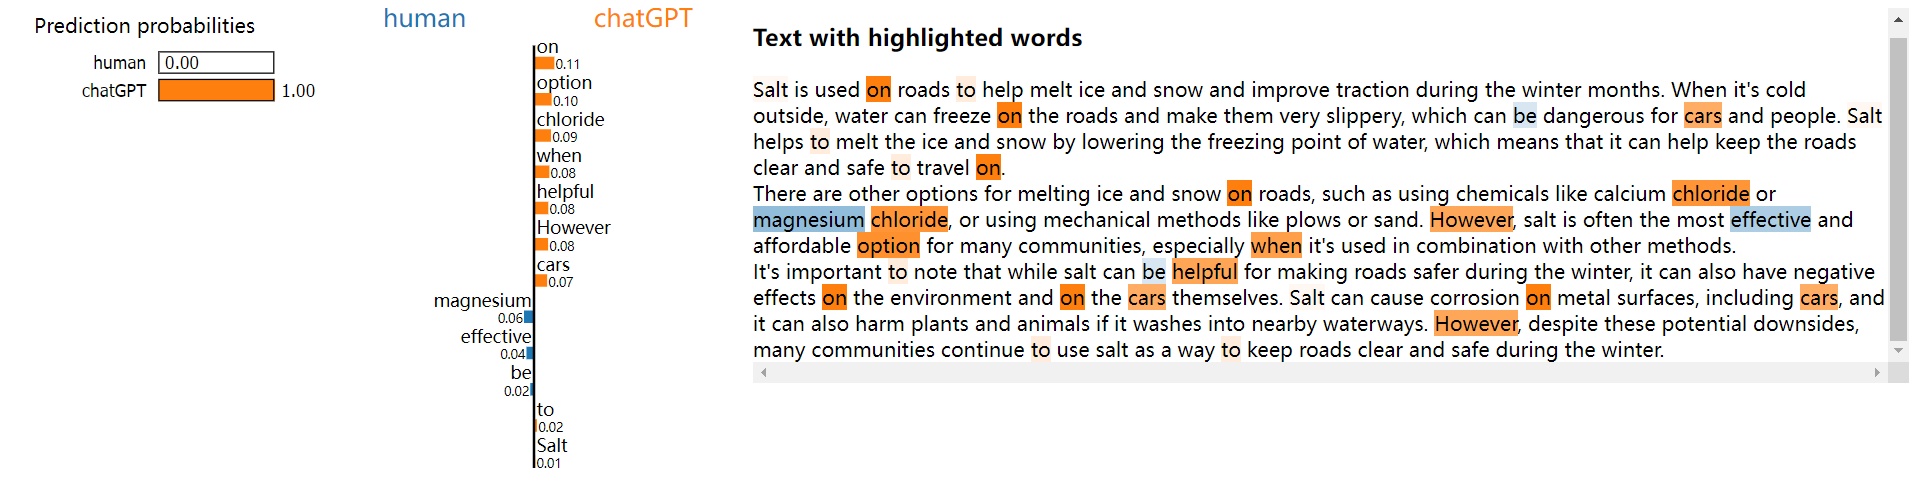 Prediction probabilities
human 0.00
chatGPT 1.00
human chatGPT
on
0.11
option
0.10
chloride
0.09
when
0.08
helpful
0.08
However
0.08
cars
0.07
magnesium
0.06
effective
0.04
be
0.02
to
0.02
Salt
0.01
Text with highlighted words
Salt is used on roads to help melt ice and snow and improve traction during the winter months. When it's cold
outside, water can freeze on the roads and make them very slippery, which can be dangerous for cars and people. Salt
helps to melt the ice and snow by lowering the freezing point of water, which means that it can help keep the roads
clear and safe to travel on.
There are other options for melting ice and snow on roads, such as using chemicals like calcium chloride or
magnesium chloride, or using mechanical methods like plows or sand. However, salt is often the most effective and
affordable option for many communities, especially when it's used in combination with other methods.
It's important to note that while salt can be helpful for making roads safer during the winter, it can also have negative
effects on the environment and on the cars themselves. Salt can cause corrosion on metal surfaces, including cars, and
it can also harm plants and animals if it washes into nearby waterways. However, despite these potential downsides,
many communities continue to use salt as a way to keep roads clear and safe during the winter.